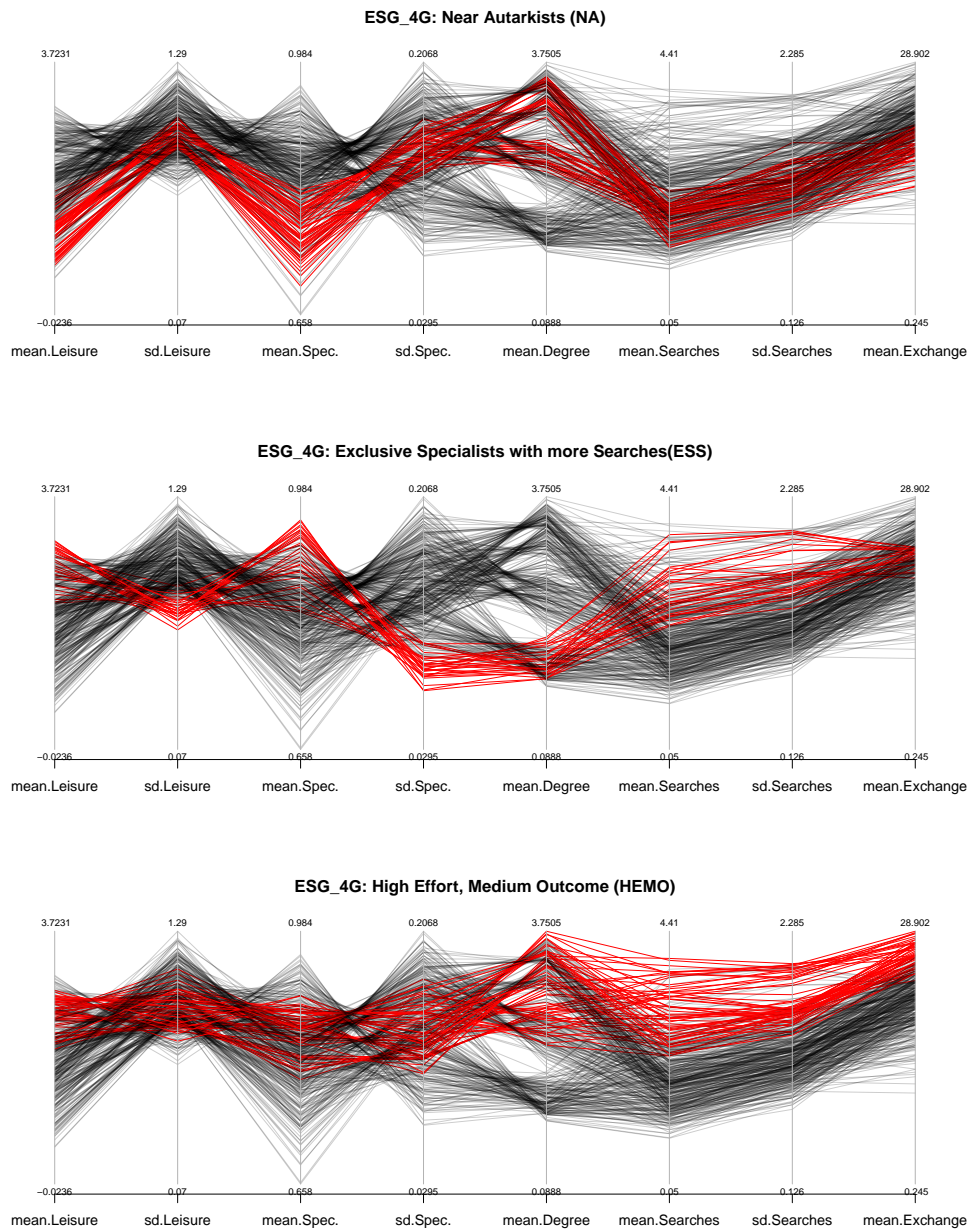 ESG_4G: Near Autarkists (NA)
3.7231 1.29 0.984 0.2068 3.7505 4.41 2.285 28.902
−0.0236 0.07 0.658 0.0295 0.0888 0.05 0.126 0.245
mean.Leisure sd.Leisure mean.Spec. sd.Spec. mean.Degree mean.Searches sd.Searches mean.Exchange
ESG_4G: Exclusive Specialists with more Searches(ESS)
3.7231 1.29 0.984 0.2068 3.7505 4.41 2.285 28.902
−0.0236 0.07 0.658 0.0295 0.0888 0.05 0.126 0.245
mean.Leisure sd.Leisure mean.Spec. sd.Spec. mean.Degree mean.Searches sd.Searches mean.Exchange
ESG_4G: High Effort, Medium Outcome (HEMO)
3.7231 1.29 0.984 0.2068 3.7505 4.41 2.285 28.902
−0.0236 0.07 0.658 0.0295 0.0888 0.05 0.126 0.245
mean.Leisure sd.Leisure mean.Spec. sd.Spec. mean.Degree mean.Searches sd.Searches mean.Exchange